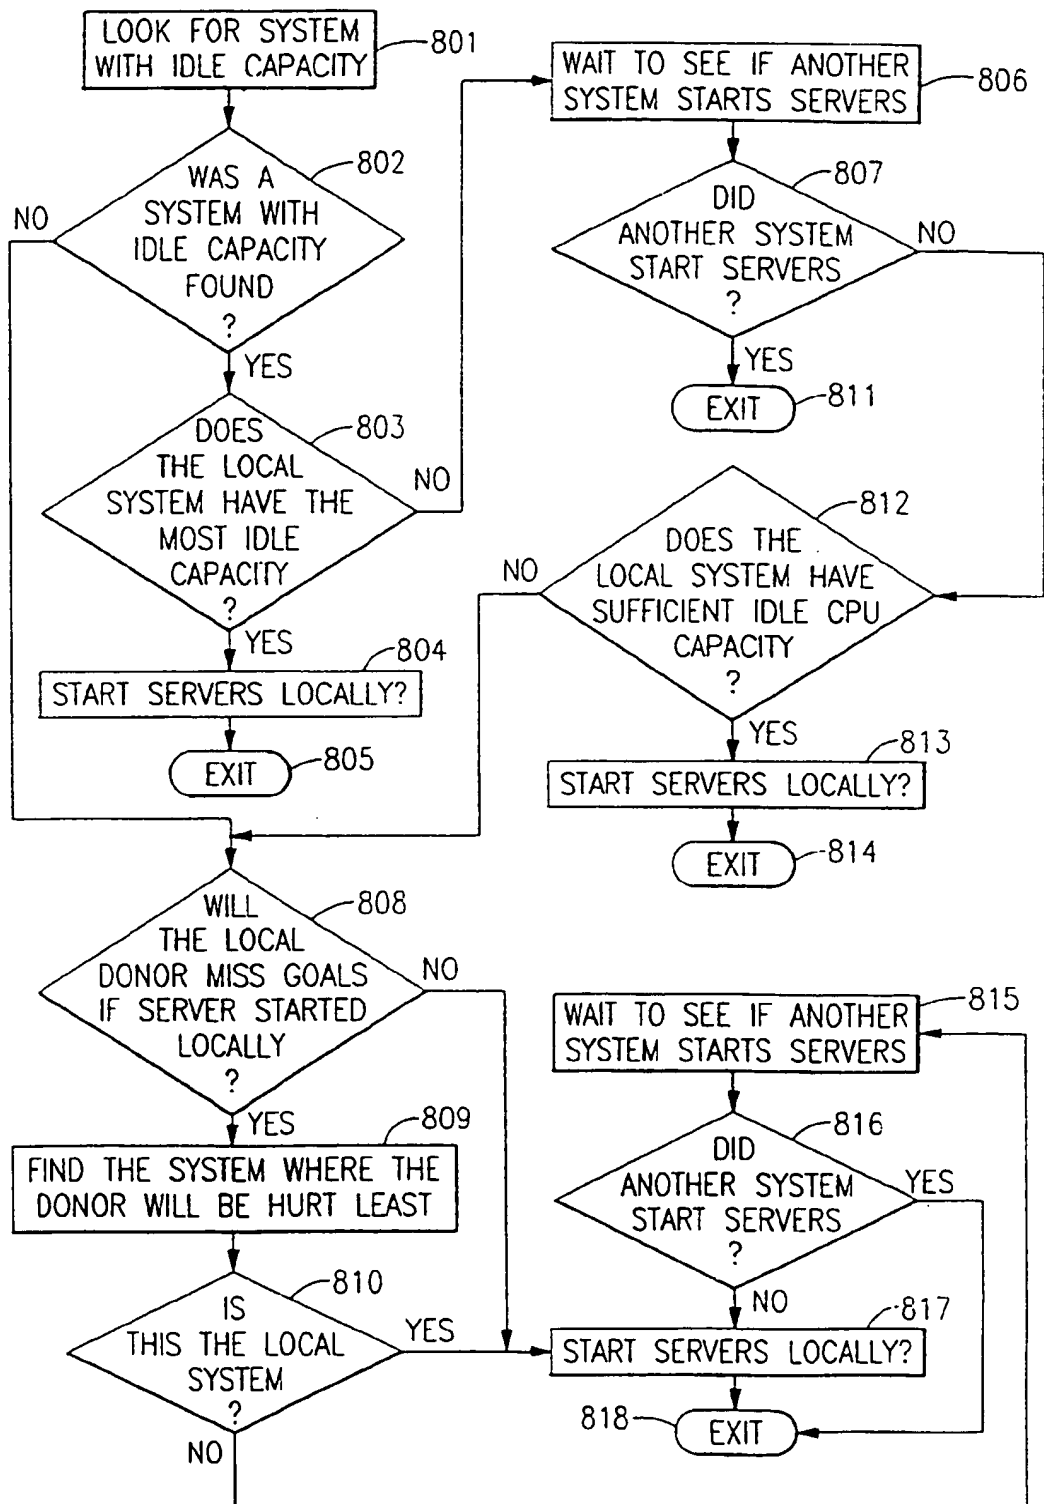 LOOK FOR SYSTEM
WITH IDLE CAPACITY
801
WAS A
SYSTEM WITH
IDLE CAPACITY
FOUND
?
802
NO
YES
DOES
THE LOCAL
SYSTEM HAVE THE
MOST IDLE
CAPACITY
?
803
NO
YES
804
START SERVERS LOCALLY?
EXIT
805
WAIT TO SEE IF ANOTHER
SYSTEM STARTS SERVERS
806
807
DID
ANOTHER SYSTEM
START SERVERS
?
NO
YES
EXIT
811
812
DOES THE
LOCAL SYSTEM HAVE
SUFFICIENT IDLE CPU
CAPACITY
?
NO
YES
813
START SERVERS LOCALLY?
EXIT
814
WILL
THE LOCAL
DONOR MISS GOALS
IF SERVER STARTED
LOCALLY
?
808
NO
YES
809
FIND THE SYSTEM WHERE THE
DONOR WILL BE HURT LEAST
810
IS
THIS THE LOCAL
SYSTEM
?
YES
NO
815
WAIT TO SEE IF ANOTHER
SYSTEM STARTS SERVERS
816
DID
ANOTHER SYSTEM
START SERVERS
?
YES
NO
817
START SERVERS LOCALLY?
818
EXIT